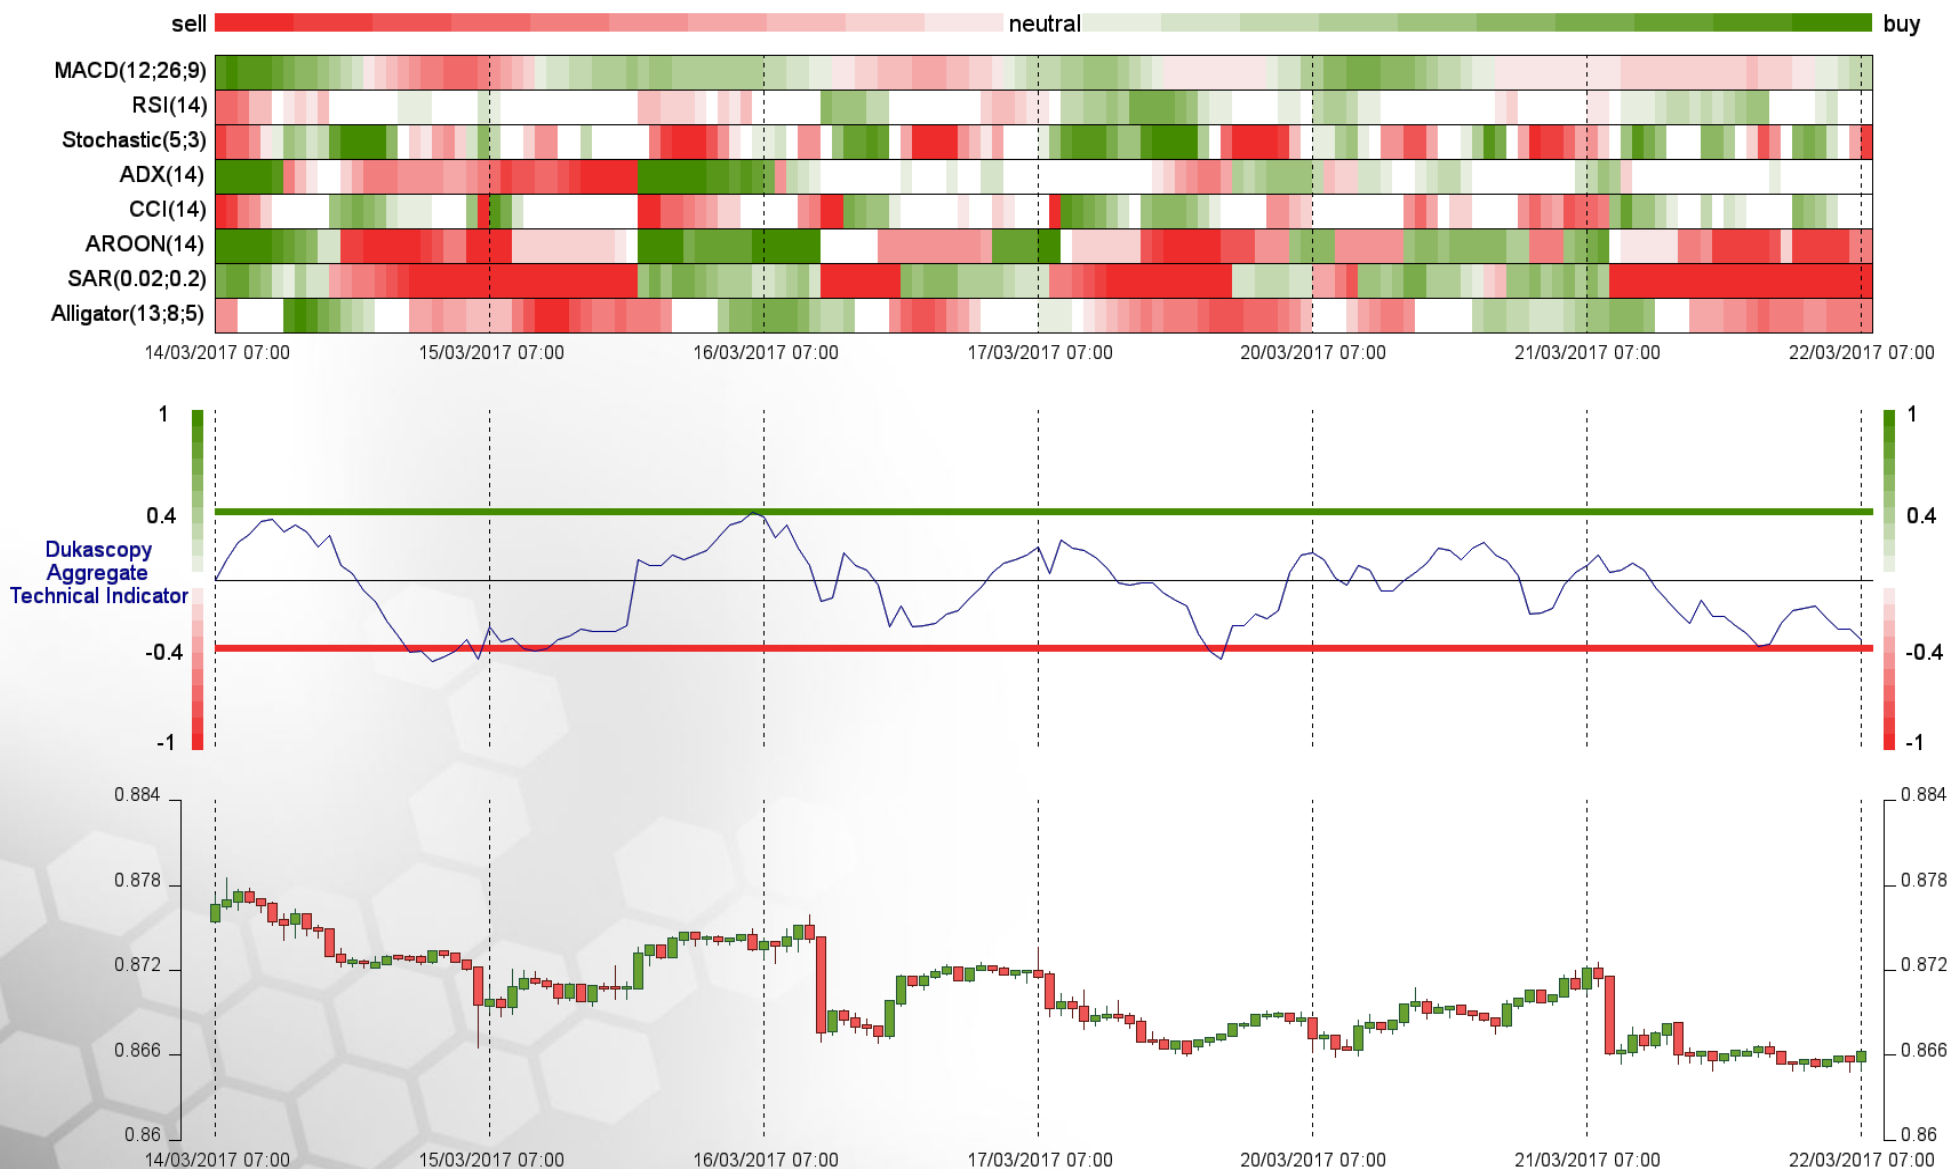 sell neutral buy
MACD(12;26;9)
RSI(14)
Stochastic(5;3)
ADX(14)
CCI(14)
AROON(14)
SAR(0.02;0.2)
Alligator(13;8;5)
14/03/2017 07:00 15/03/2017 07:00 16/03/2017 07:00 17/03/2017 07:00 20/03/2017 07:00 21/03/2017 07:00 22/03/2017 07:00
1 1
0.4 0.4
Dukascopy
Aggregate
Technical Indicator
-0.4 -0.4
-1 -1
0.884 0.884
0.878 0.878
0.872 0.872
0.866 0.866
0.86 0.86
14/03/2017 07:00 15/03/2017 07:00 16/03/2017 07:00 17/03/2017 07:00 20/03/2017 07:00 21/03/2017 07:00 22/03/2017 07:00